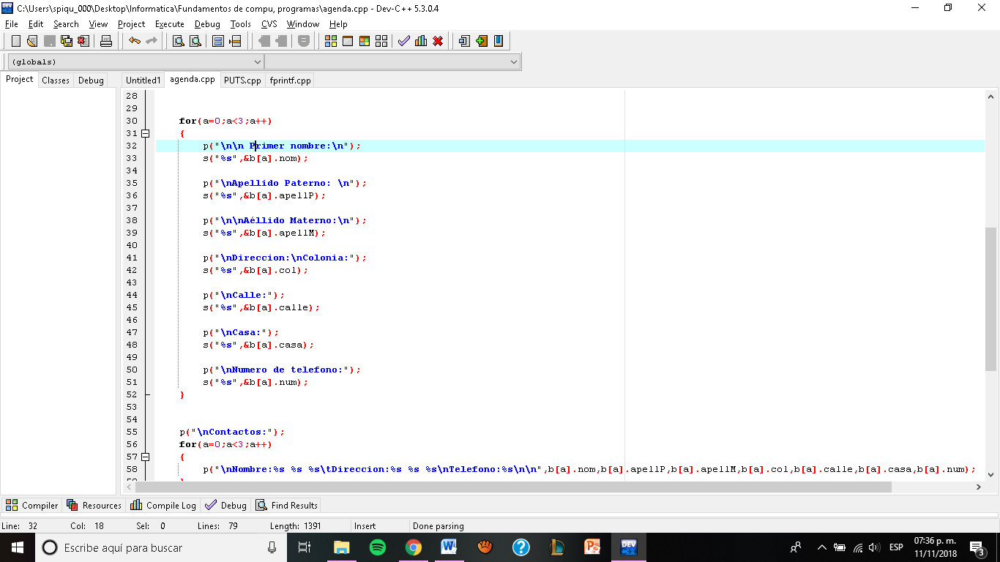 C:\Users\spiqu_000\Desktop\Informatica\Fundamentos de compu, programas\agenda.cpp - Dev-C++ 5.3.0.4
File Edit Search View Project Execute Debug Tools CVS Window Help
(globals)
Project Classes Debug Untitled1 agenda.cpp PUTS.cpp fprintf.cpp
28
29
30 for(a=0;a<3;a++)
31 {
32 p("\n\n Primer nombre:\n");
33 s("%s",&b[a].nom);
34
35 p("\nApellido Paterno: \n");
36 s("%s",&b[a].apellP);
37
38 p("\n\nAéllido Materno:\n");
39 s("%s",&b[a].apellM);
40
41 p("\nDireccion:\nColonia:");
42 s("%s",&b[a].col);
43
44 p("\nCalle:");
45 s("%s",&b[a].calle);
46
47 p("\nCasa:");
48 s("%s",&b[a].casa);
49
50 p("\nNumero de telefono:");
51 s("%s",&b[a].num);
52 }
53
54
55 p("\nContactos:");
56 for(a=0;a<3;a++)
57 {
58 p("\nNombre:%s %s %s\tDireccion:%s %s %s\nTelefono:%s\n\n",b[a].nom,b[a].apellP,b[a].apellM,b[a].col,b[a].calle,b[a].casa,b[a].num);
Compiler Resources Compile Log Debug Find Results
Line: 32 Col: 18 Sel: 0 Lines: 79 Length: 1391 Insert Done parsing
Escribe aquí para buscar
ESP
07:36 p. m.
11/11/2018
3